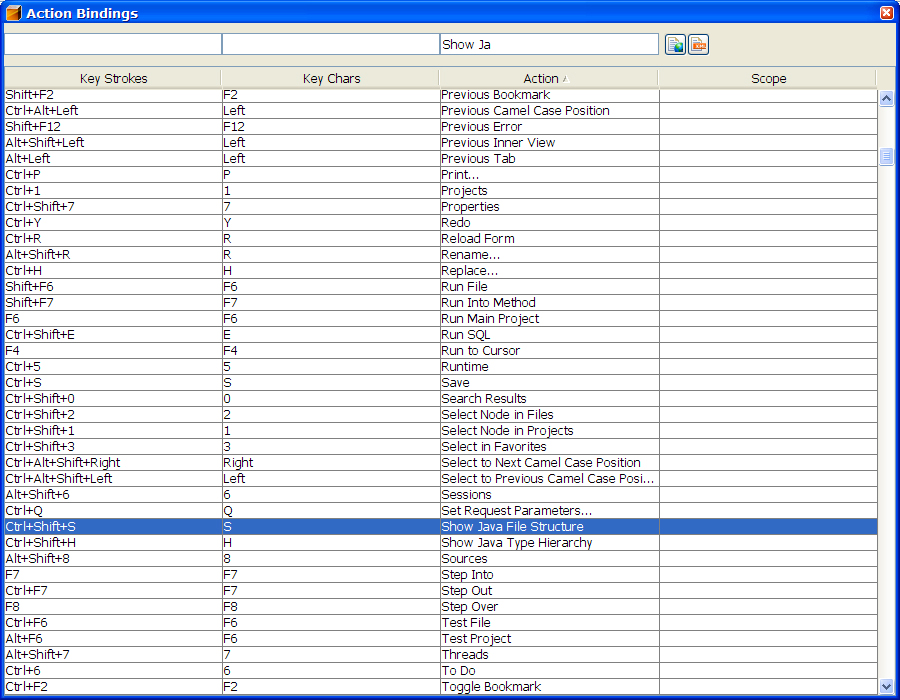 Action Bindings
Show Ja
Key Strokes Key Chars Action Scope
Shift+F2 F2 Previous Bookmark
Ctrl+Alt+Left Left Previous Camel Case Position
Shift+F12 F12 Previous Error
Alt+Shift+Left Left Previous Inner View
Alt+Left Left Previous Tab
Ctrl+P P Print...
Ctrl+1 1 Projects
Ctrl+Shift+7 7 Properties
Ctrl+Y Y Redo
Ctrl+R R Reload Form
Alt+Shift+R R Rename...
Ctrl+H H Replace...
Shift+F6 F6 Run File
Shift+F7 F7 Run Into Method
F6 F6 Run Main Project
Ctrl+Shift+E E Run SQL
F4 F4 Run to Cursor
Ctrl+5 5 Runtime
Ctrl+S S Save
Ctrl+Shift+0 0 Search Results
Ctrl+Shift+2 2 Select Node in Files
Ctrl+Shift+1 1 Select Node in Projects
Ctrl+Shift+3 3 Select in Favorites
Ctrl+Alt+Shift+Right Right Select to Next Camel Case Position
Ctrl+Alt+Shift+Left Left Select to Previous Camel Case Posi...
Alt+Shift+6 6 Sessions
Ctrl+Q Q Set Request Parameters...
Ctrl+Shift+S S Show Java File Structure
Ctrl+Shift+H H Show Java Type Hierarchy
Alt+Shift+8 8 Sources
F7 F7 Step Into
Ctrl+F7 F7 Step Out
F8 F8 Step Over
Ctrl+F6 F6 Test File
Alt+F6 F6 Test Project
Alt+Shift+7 7 Threads
Ctrl+6 6 To Do
Ctrl+F2 F2 Toggle Bookmark